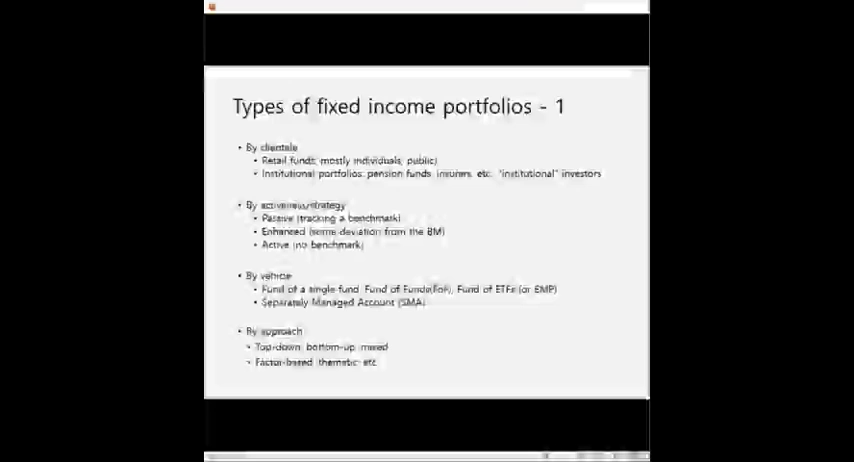 Types of fixed income portfolios - 1
• By clientele
• Retail funds: mostly individuals, public)
• Institutional portfolios: pension funds, insurers, etc. "institutional" investors
• By activeness/strategy
• Passive (tracking a benchmark)
• Enhanced (some deviation from the BM)
• Active (no benchmark)
• By vehicle
• Fund of a single fund, Fund of Funds(FoF), Fund of ETFs (or EMP)
• Separately Managed Account (SMA)
• By approach
• Top-down, bottom-up, mixed
• Factor-based, thematic, etc.